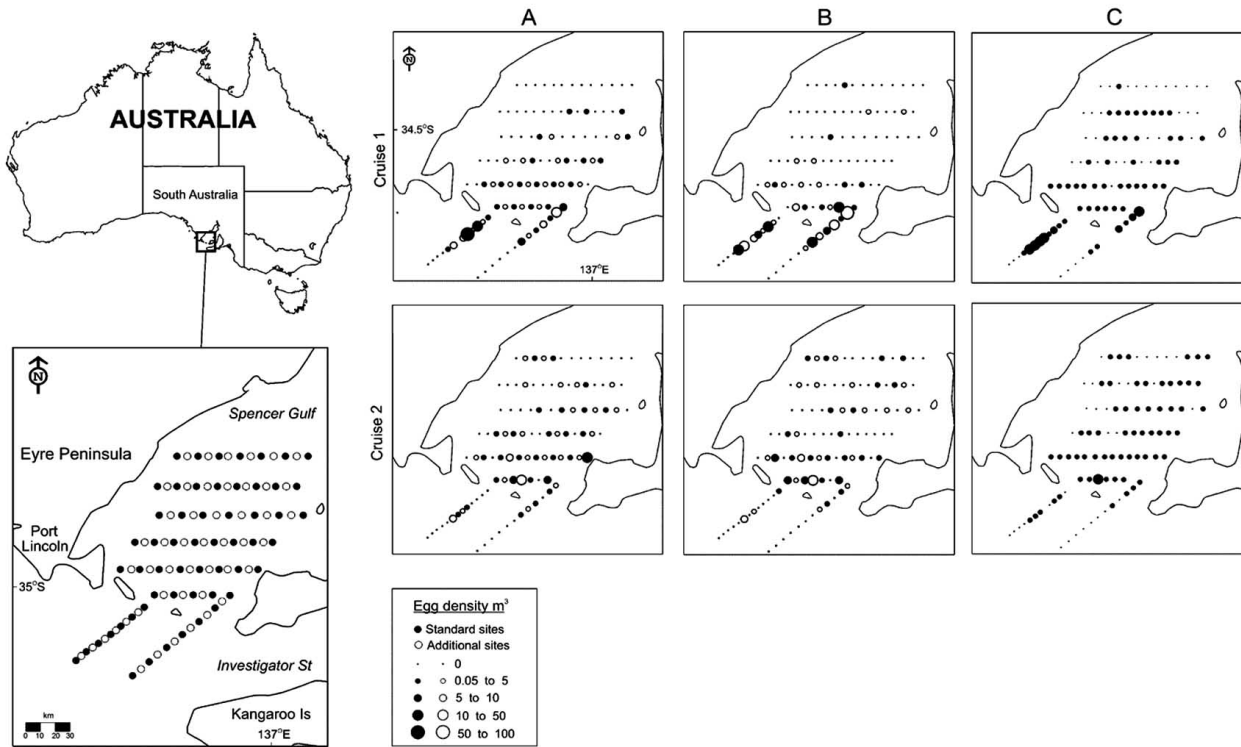 A
B
C
AUSTRALIA
South Australia
Cruise 1
N
34.5°S
137°E
Cruise 2
N
Spencer Gulf
Eyre Peninsula
Port
Lincoln
35°S
Investigator St
km
0 10 20 30
Kangaroo Is
137°E
Egg density m³
Standard sites
Additional sites
0
0.05 to 5
5 to 10
10 to 50
50 to 100